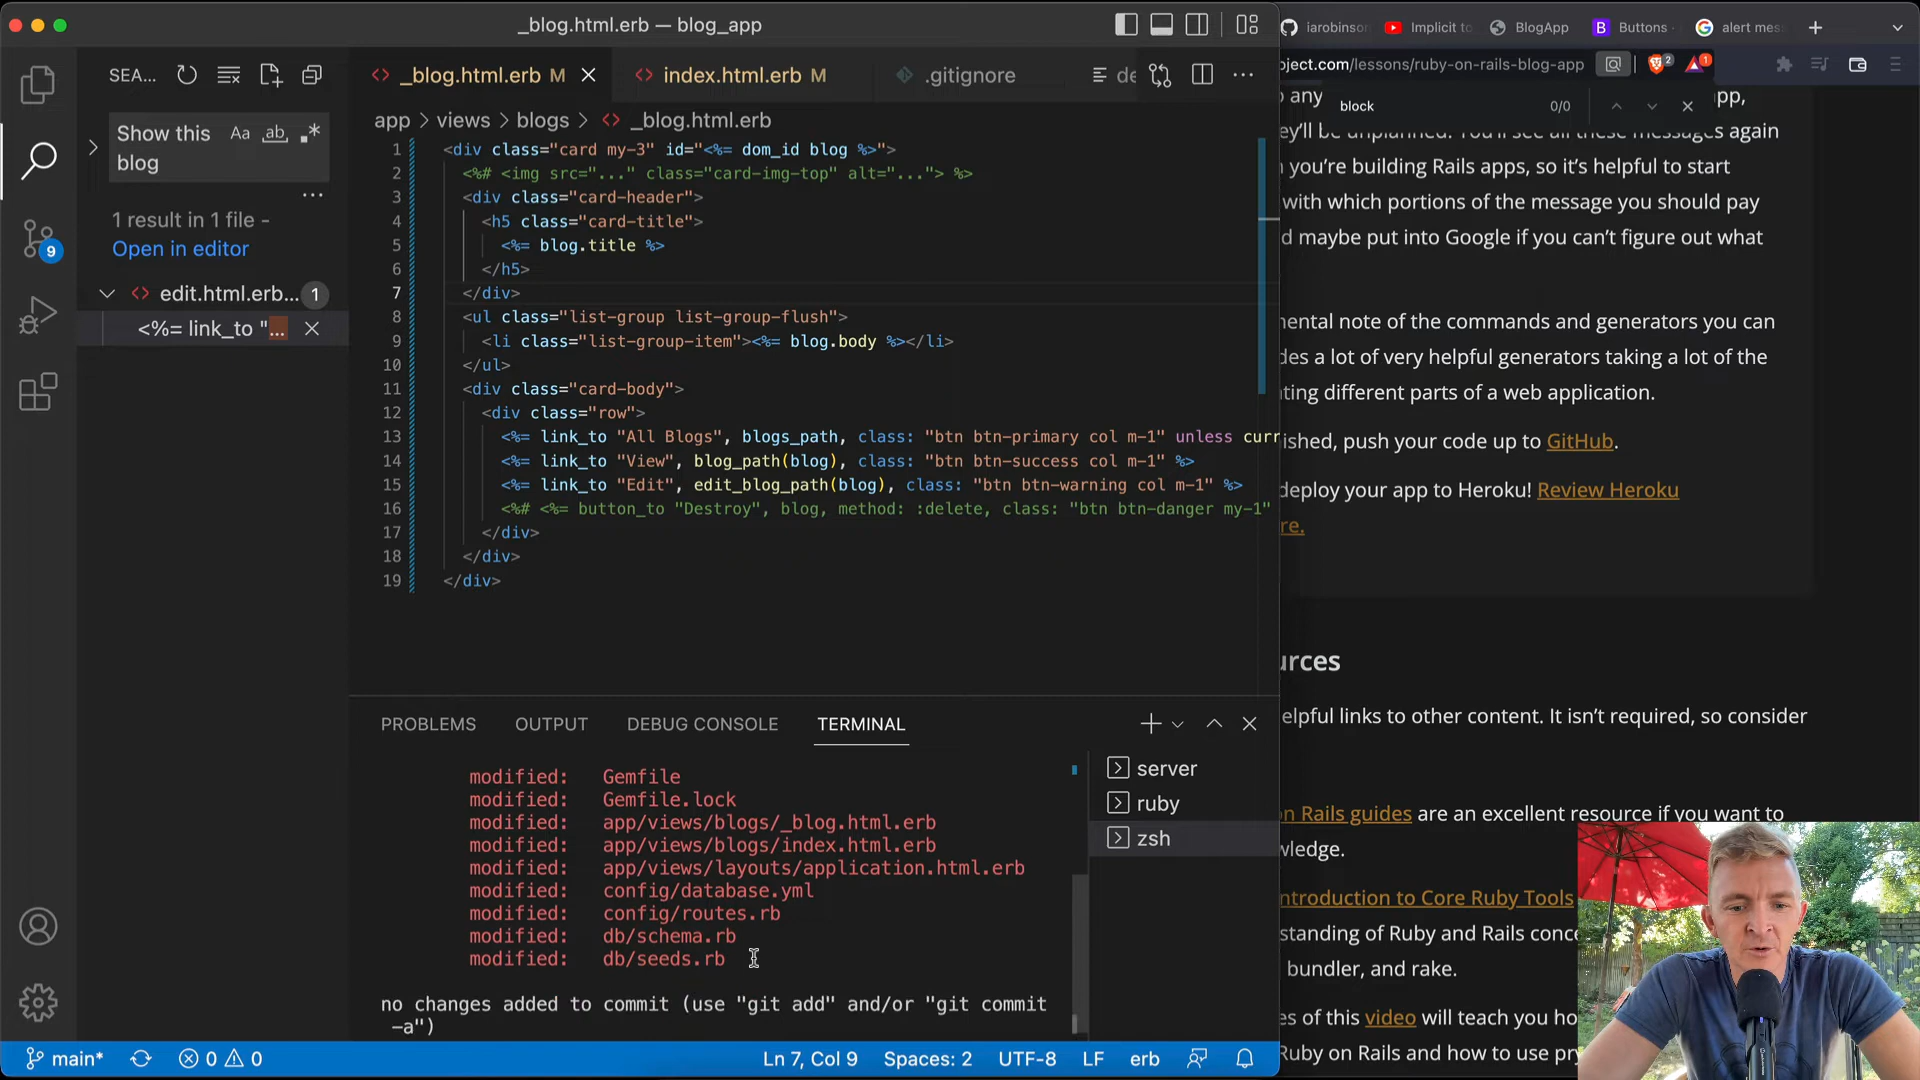 _blog.html.erb — blog_app
SEA...
Show this
blog
Aa
ab
1 result in 1 file -
Open in editor
edit.html.erb...
1
<%= link_to "...
9
_blog.html.erb M
index.html.erb M
.gitignore
de
app > views > blogs > <> _blog.html.erb
1 <div class="card my-3" id="<%= dom_id blog %>">
2 <%# <img src="..." class="card-img-top" alt="..."> %>
3 <div class="card-header">
4 <h5 class="card-title">
5 <%= blog.title %>
6 </h5>
7 </div>
8 <ul class="list-group list-group-flush">
9 <li class="list-group-item"><%= blog.body %></li>
10 </ul>
11 <div class="card-body">
12 <div class="row">
13 <%= link_to "All Blogs", blogs_path, class: "btn btn-primary col m-1" unless curr
14 <%= link_to "View", blog_path(blog), class: "btn btn-success col m-1" %>
15 <%= link_to "Edit", edit_blog_path(blog), class: "btn btn-warning col m-1" %>
16 <%# <%= button_to "Destroy", blog, method: :delete, class: "btn btn-danger my-1"
17 </div>
18 </div>
19 </div>
PROBLEMS
OUTPUT
DEBUG CONSOLE
TERMINAL
modified: Gemfile
modified: Gemfile.lock
modified: app/views/blogs/_blog.html.erb
modified: app/views/blogs/index.html.erb
modified: app/views/layouts/application.html.erb
modified: config/database.yml
modified: config/routes.rb
modified: db/schema.rb
modified: db/seeds.rb
no changes added to commit (use "git add" and/or "git commit
-a")
server
ruby
zsh
main*
0
0
Ln 7, Col 9
Spaces: 2
UTF-8
LF
erb
iarobinson
Implicit to
BlogApp
B
Buttons ·
alert mess
oject.com/lessons/ruby-on-rails-blog-app
2
1
block
0/0
o any
pp,
ey'll be unplanned. You'll see all these messages again
you're building Rails apps, so it's helpful to start
with which portions of the message you should pay
d maybe put into Google if you can't figure out what
ental note of the commands and generators you can
des a lot of very helpful generators taking a lot of the
ting different parts of a web application.
ished, push your code up to GitHub.
deploy your app to Heroku! Review Heroku
re.
urces
elpful links to other content. It isn't required, so consider
n Rails guides are an excellent resource if you want to
vledge.
ntroduction to Core Ruby Tools
standing of Ruby and Rails conce
bundler, and rake.
es of this video will teach you ho
Ruby on Rails and how to use pry